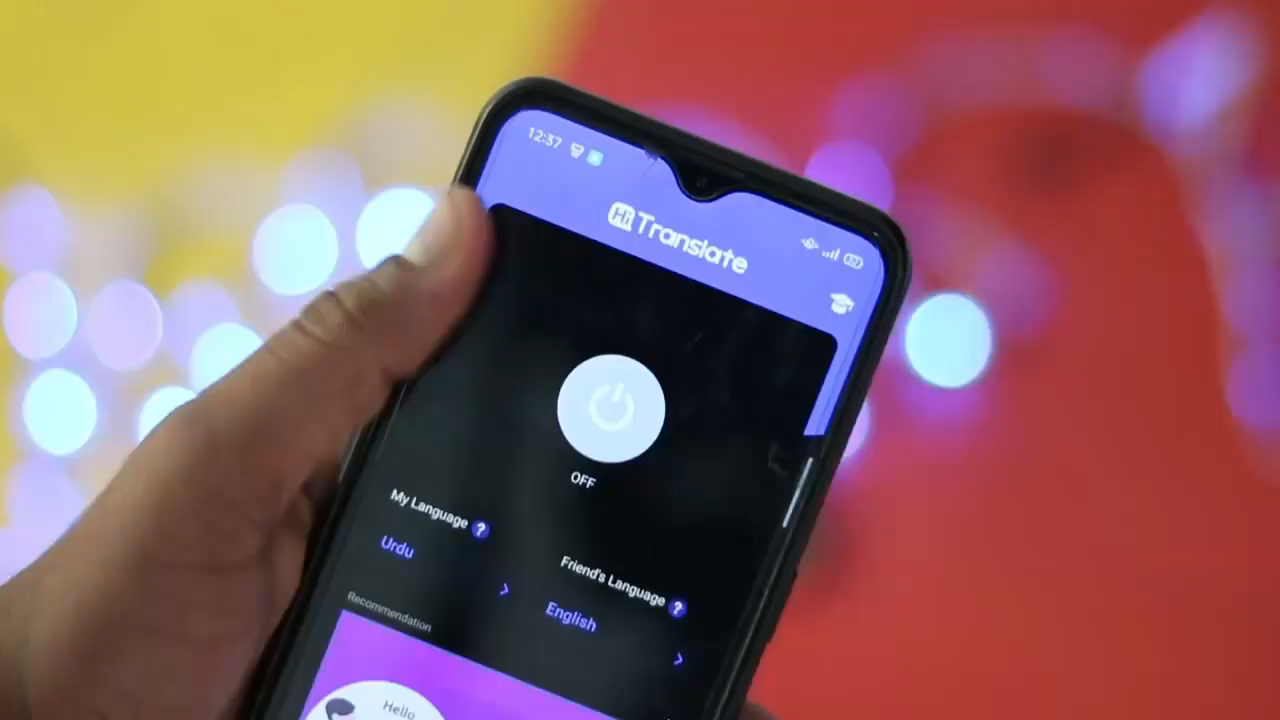 12:37
Hi Translate
OFF
My Language ?
Urdu
Friend's Language ?
English
Recommendation
Hello